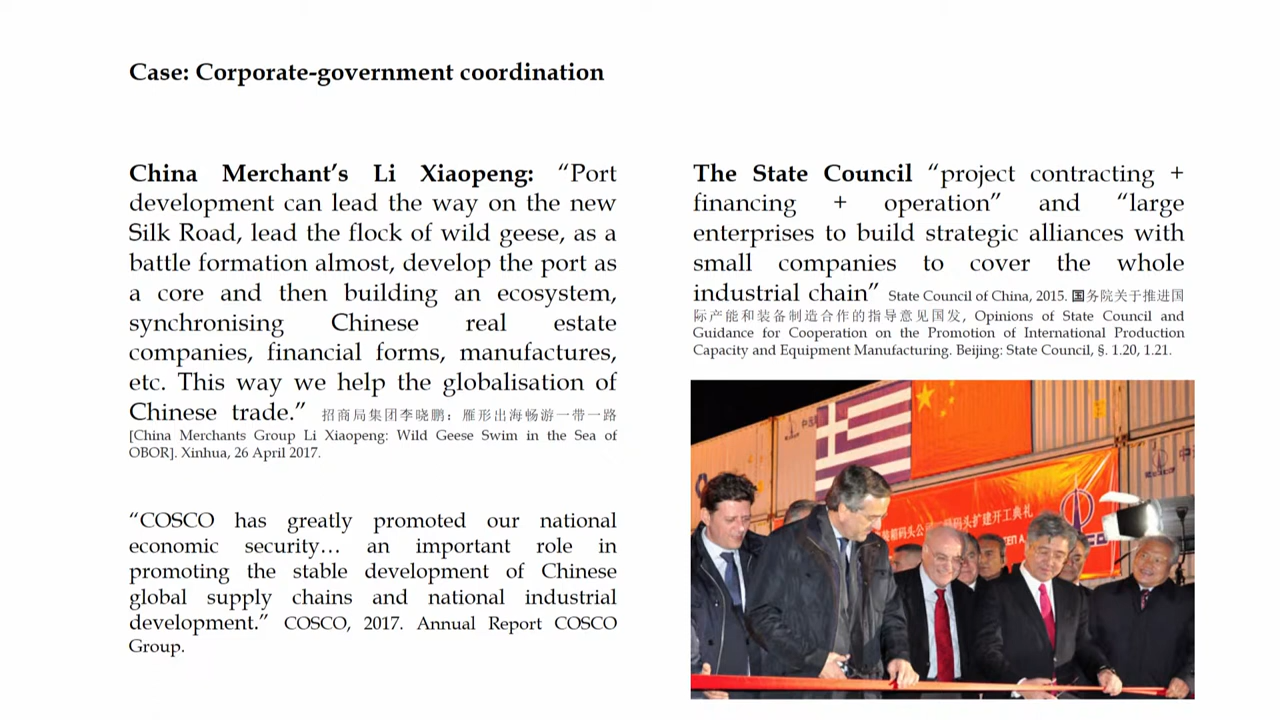 Case: Corporate-government coordination
China Merchant’s Li Xiaopeng: “Port
development can lead the way on the new
Silk Road, lead the flock of wild geese, as a
battle formation almost, develop the port as
a core and then building an ecosystem,
synchronising Chinese real estate
companies, financial forms, manufactures,
etc. This way we help the globalisation of
Chinese trade.” 招商局集团李晓鹏：雁形出海畅游一带一路
[China Merchants Group Li Xiaopeng: Wild Geese Swim in the Sea of
OBOR]. Xinhua, 26 April 2017.
“COSCO has greatly promoted our national
economic security… an important role in
promoting the stable development of Chinese
global supply chains and national industrial
development.” COSCO, 2017. Annual Report COSCO
Group.
The State Council “project contracting +
financing + operation” and “large
enterprises to build strategic alliances with
small companies to cover the whole
industrial chain” State Council of China, 2015. 国务院关于推进国
际产能和装备制造合作的指导意见国发, Opinions of State Council and
Guidance for Cooperation on the Promotion of International Production
Capacity and Equipment Manufacturing. Beijing: State Council, §. 1.20, 1.21.
码头扩建开工典礼